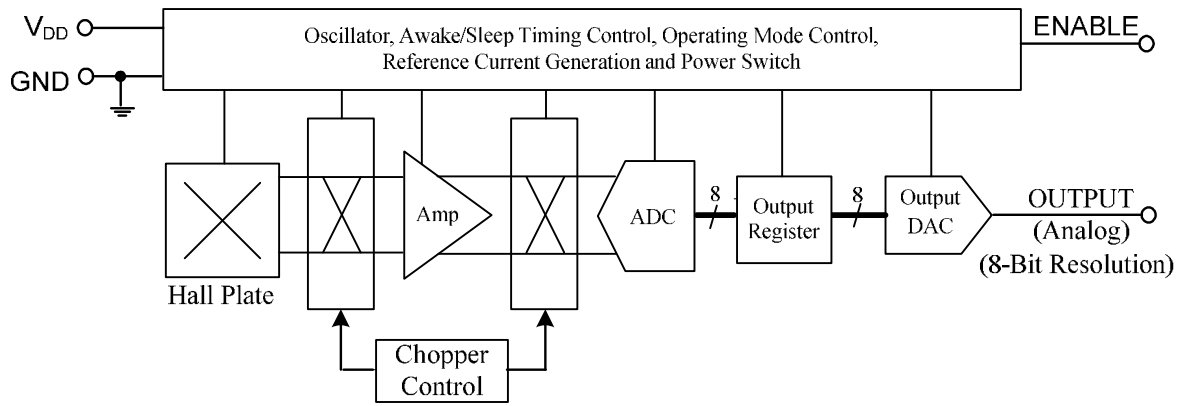 V_DD
ENABLE
Oscillator, Awake/Sleep Timing Control, Operating Mode Control,
Reference Current Generation and Power Switch
GND
Amp
ADC
8
Output
Register
8
Output
DAC
OUTPUT
(Analog)
(8-Bit Resolution)
Hall Plate
Chopper
Control